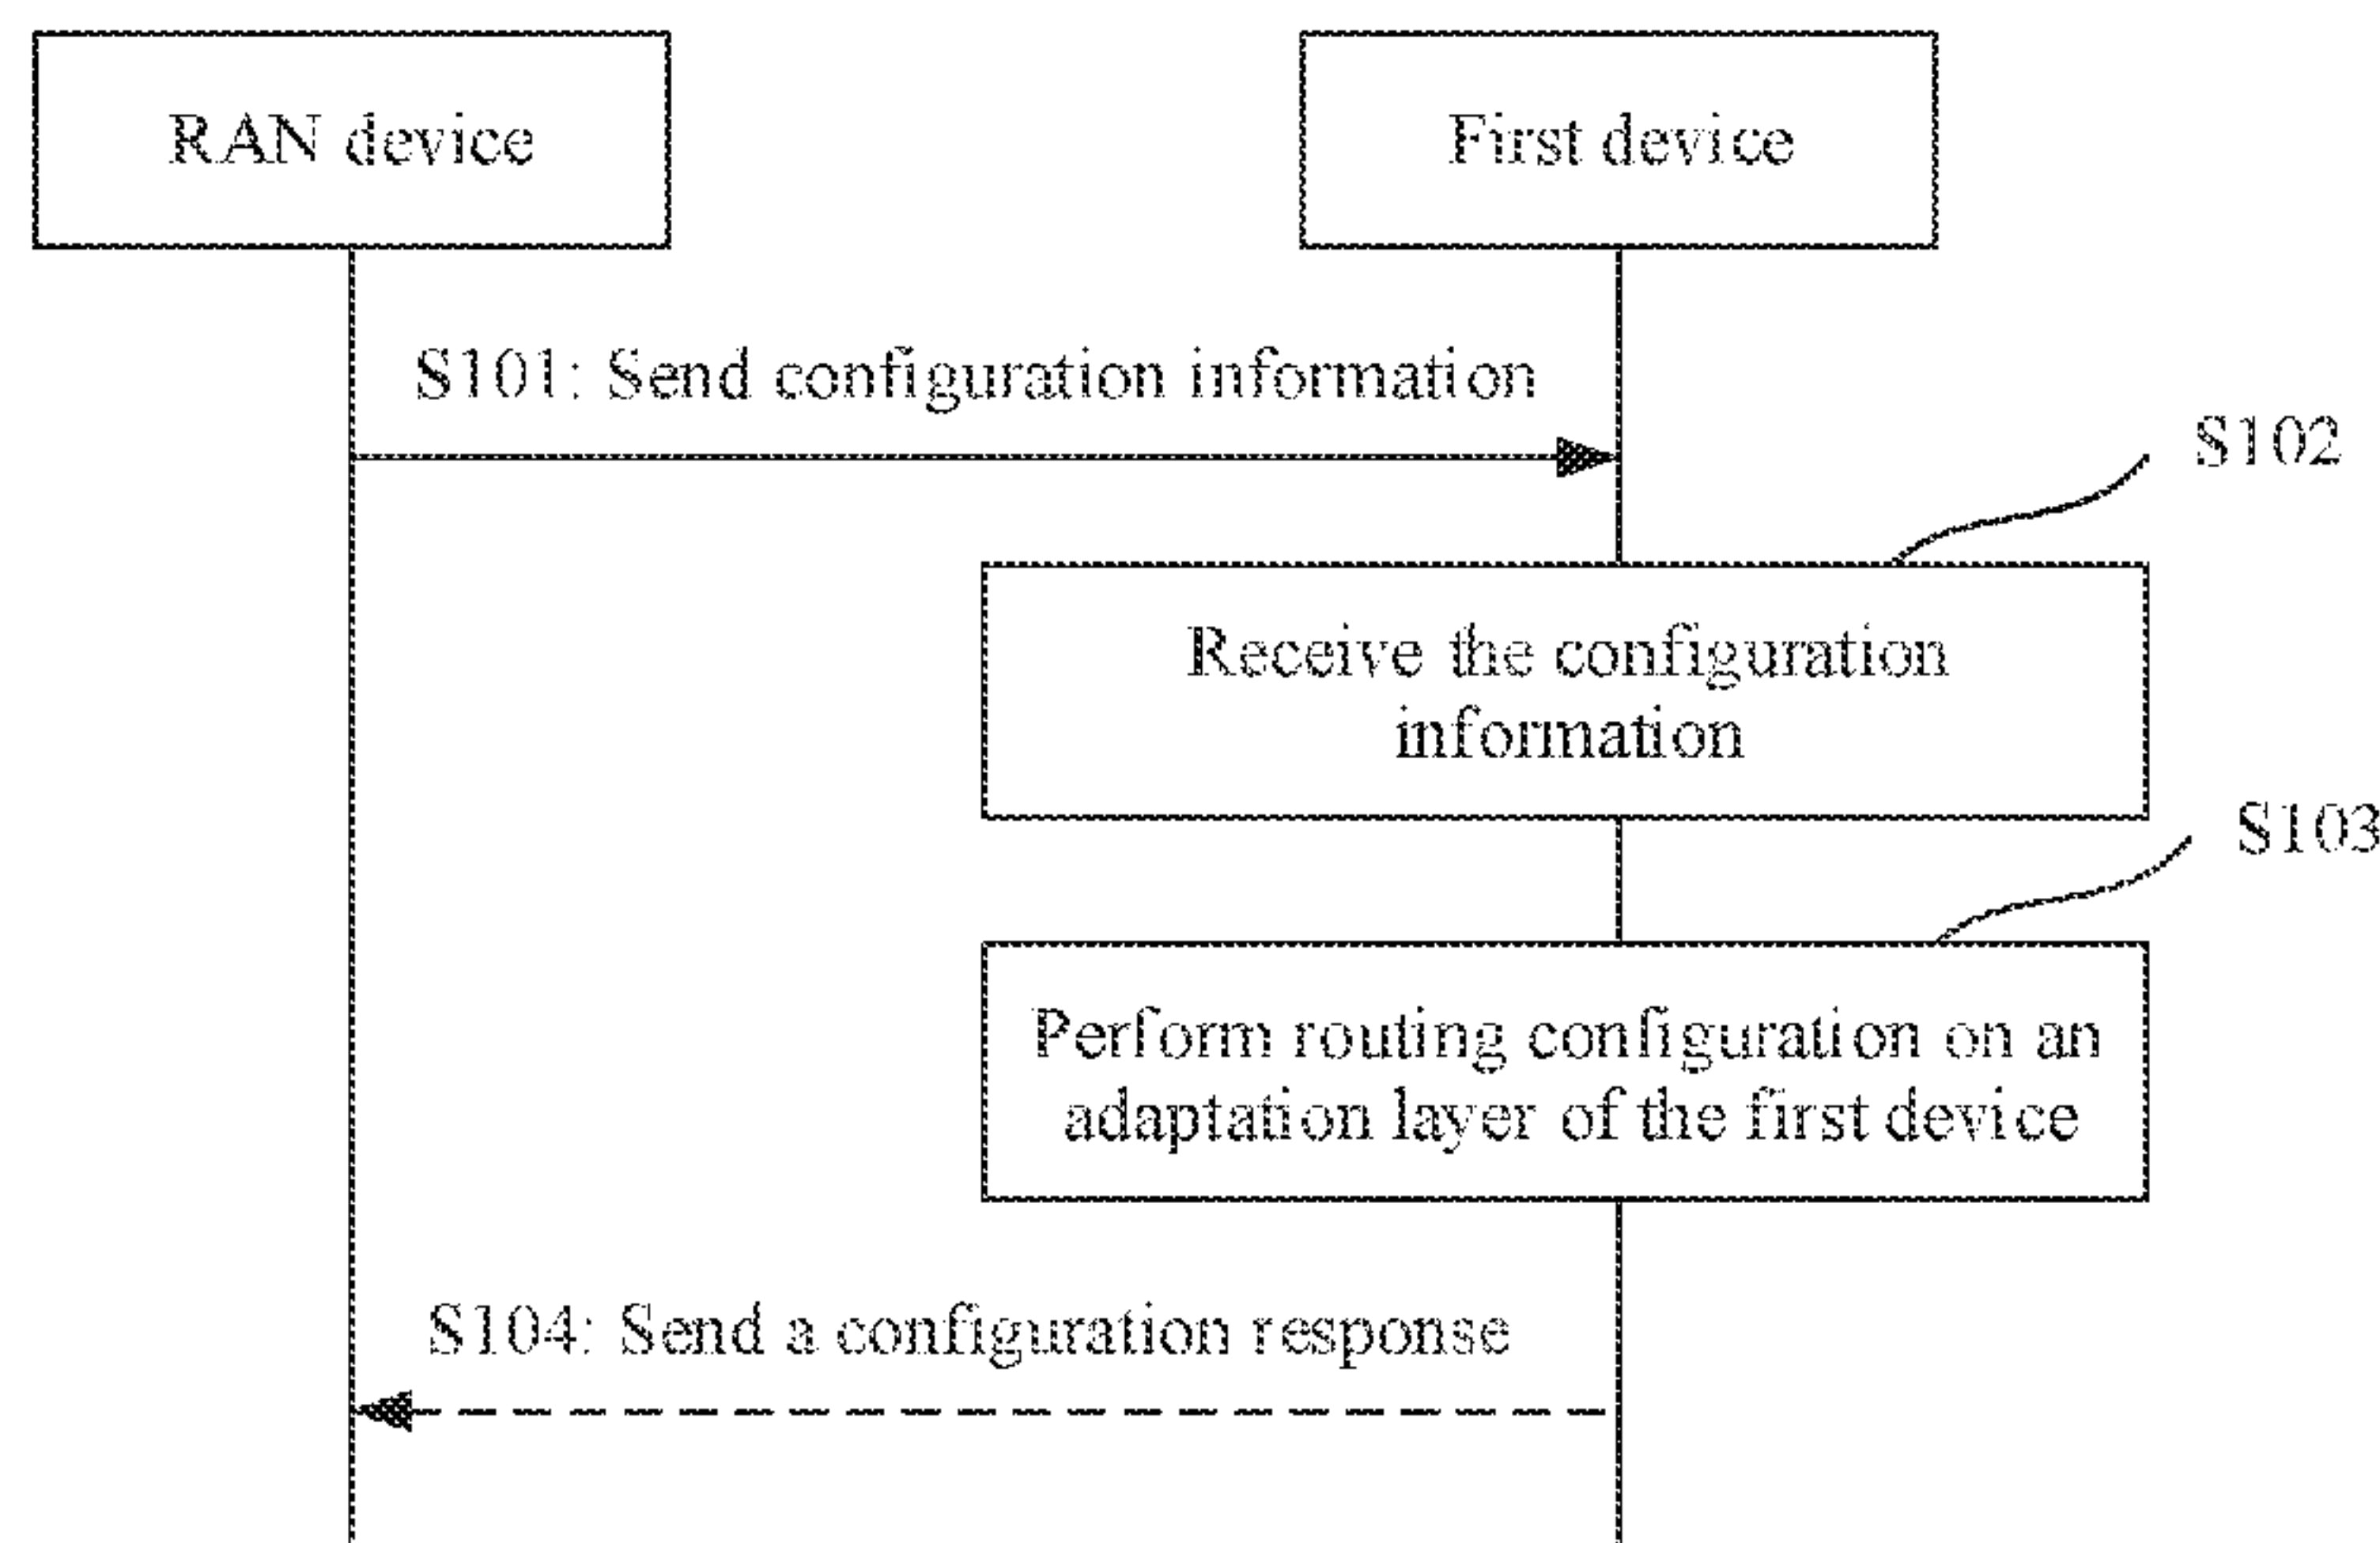 RAN device
First device
S101: Send configuration information
S102
Receive the configuration
information
S103
Perform routing configuration on an
adaptation layer of the first device
S104: Send a configuration response